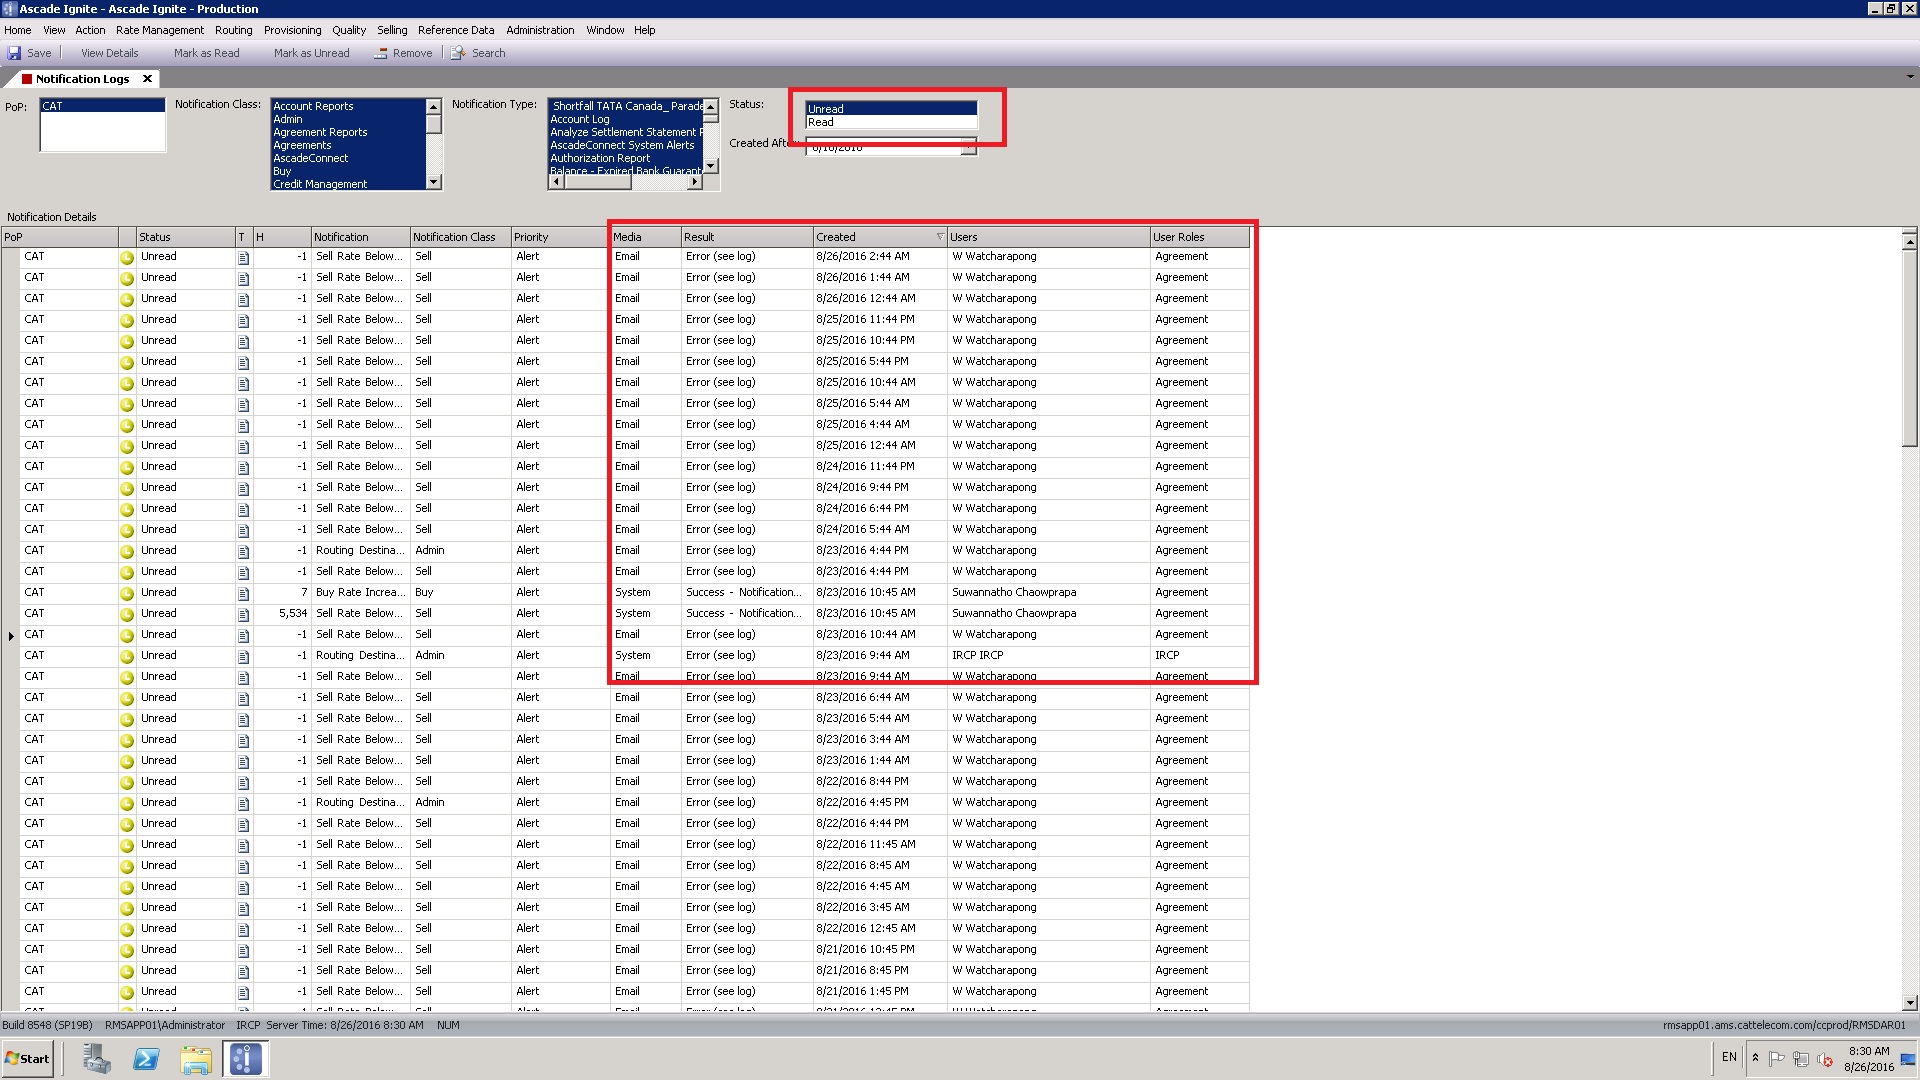 Ascade Ignite - Ascade Ignite - Production
Home View Action Rate Management Routing Provisioning Quality Selling Reference Data Administration Window Help
Save View Details Mark as Read Mark as Unread Remove Search
Notification Logs
PoP: CAT Notification Class: Account Reports Notification Type: Shortfall TATA Canada_ Parade Status: Unread
Admin Account Log Read
Agreement Reports Analyze Settlement Statement
Agreements AscadeConnect System Alerts Created After: 8/16/2016
AscadeConnect Authorization Report
Buy Balance - Expired Bank Guarant
Credit Management
Notification Details
PoP Status T H Notification Notification Class Priority Media Result Created Users User Roles
CAT Unread -1 Sell Rate Below... Sell Alert Email Error (see log) 8/26/2016 2:44 AM W Watcharapong Agreement
CAT Unread -1 Sell Rate Below... Sell Alert Email Error (see log) 8/26/2016 1:44 AM W Watcharapong Agreement
CAT Unread -1 Sell Rate Below... Sell Alert Email Error (see log) 8/26/2016 12:44 AM W Watcharapong Agreement
CAT Unread -1 Sell Rate Below... Sell Alert Email Error (see log) 8/25/2016 11:44 PM W Watcharapong Agreement
CAT Unread -1 Sell Rate Below... Sell Alert Email Error (see log) 8/25/2016 10:44 PM W Watcharapong Agreement
CAT Unread -1 Sell Rate Below... Sell Alert Email Error (see log) 8/25/2016 5:44 PM W Watcharapong Agreement
CAT Unread -1 Sell Rate Below... Sell Alert Email Error (see log) 8/25/2016 10:44 AM W Watcharapong Agreement
CAT Unread -1 Sell Rate Below... Sell Alert Email Error (see log) 8/25/2016 5:44 AM W Watcharapong Agreement
CAT Unread -1 Sell Rate Below... Sell Alert Email Error (see log) 8/25/2016 4:44 AM W Watcharapong Agreement
CAT Unread -1 Sell Rate Below... Sell Alert Email Error (see log) 8/25/2016 12:44 AM W Watcharapong Agreement
CAT Unread -1 Sell Rate Below... Sell Alert Email Error (see log) 8/24/2016 11:44 PM W Watcharapong Agreement
CAT Unread -1 Sell Rate Below... Sell Alert Email Error (see log) 8/24/2016 9:44 PM W Watcharapong Agreement
CAT Unread -1 Sell Rate Below... Sell Alert Email Error (see log) 8/24/2016 6:44 PM W Watcharapong Agreement
CAT Unread -1 Sell Rate Below... Sell Alert Email Error (see log) 8/24/2016 5:44 AM W Watcharapong Agreement
CAT Unread -1 Routing Destina... Admin Alert Email Error (see log) 8/23/2016 4:44 PM W Watcharapong Agreement
CAT Unread -1 Sell Rate Below... Sell Alert Email Error (see log) 8/23/2016 4:44 PM W Watcharapong Agreement
CAT Unread 7 Buy Rate Increa... Buy Alert System Success - Notification... 8/23/2016 10:45 AM Suwannatho Chaowprapa Agreement
CAT Unread 5,534 Sell Rate Below... Sell Alert System Success - Notification... 8/23/2016 10:45 AM Suwannatho Chaowprapa Agreement
CAT Unread -1 Sell Rate Below... Sell Alert Email Error (see log) 8/23/2016 10:44 AM W Watcharapong Agreement
CAT Unread -1 Routing Destina... Admin Alert System Error (see log) 8/23/2016 9:44 AM IRCP IRCP IRCP
CAT Unread -1 Sell Rate Below... Sell Alert Email Error (see log) 8/23/2016 9:44 AM W Watcharapong Agreement
CAT Unread -1 Sell Rate Below... Sell Alert Email Error (see log) 8/23/2016 6:44 AM W Watcharapong Agreement
CAT Unread -1 Sell Rate Below... Sell Alert Email Error (see log) 8/23/2016 5:44 AM W Watcharapong Agreement
CAT Unread -1 Sell Rate Below... Sell Alert Email Error (see log) 8/23/2016 3:44 AM W Watcharapong Agreement
CAT Unread -1 Sell Rate Below... Sell Alert Email Error (see log) 8/23/2016 1:44 AM W Watcharapong Agreement
CAT Unread -1 Sell Rate Below... Sell Alert Email Error (see log) 8/22/2016 8:44 PM W Watcharapong Agreement
CAT Unread -1 Routing Destina... Admin Alert Email Error (see log) 8/22/2016 4:45 PM W Watcharapong Agreement
CAT Unread -1 Sell Rate Below... Sell Alert Email Error (see log) 8/22/2016 4:44 PM W Watcharapong Agreement
CAT Unread -1 Sell Rate Below... Sell Alert Email Error (see log) 8/22/2016 11:45 AM W Watcharapong Agreement
CAT Unread -1 Sell Rate Below... Sell Alert Email Error (see log) 8/22/2016 8:45 AM W Watcharapong Agreement
CAT Unread -1 Sell Rate Below... Sell Alert Email Error (see log) 8/22/2016 4:45 AM W Watcharapong Agreement
CAT Unread -1 Sell Rate Below... Sell Alert Email Error (see log) 8/22/2016 3:45 AM W Watcharapong Agreement
CAT Unread -1 Sell Rate Below... Sell Alert Email Error (see log) 8/22/2016 12:45 AM W Watcharapong Agreement
CAT Unread -1 Sell Rate Below... Sell Alert Email Error (see log) 8/21/2016 10:45 PM W Watcharapong Agreement
CAT Unread -1 Sell Rate Below... Sell Alert Email Error (see log) 8/21/2016 8:45 PM W Watcharapong Agreement
CAT Unread -1 Sell Rate Below... Sell Alert Email Error (see log) 8/21/2016 1:45 PM W Watcharapong Agreement
Build 8548 (SP19B) RMSAPP01\Administrator IRCP Server Time: 8/26/2016 8:30 AM NUM rmsapp01.ams.cattelecom.com/ccprod/RMSDAR01
Start EN 8:30 AM
8/26/2016